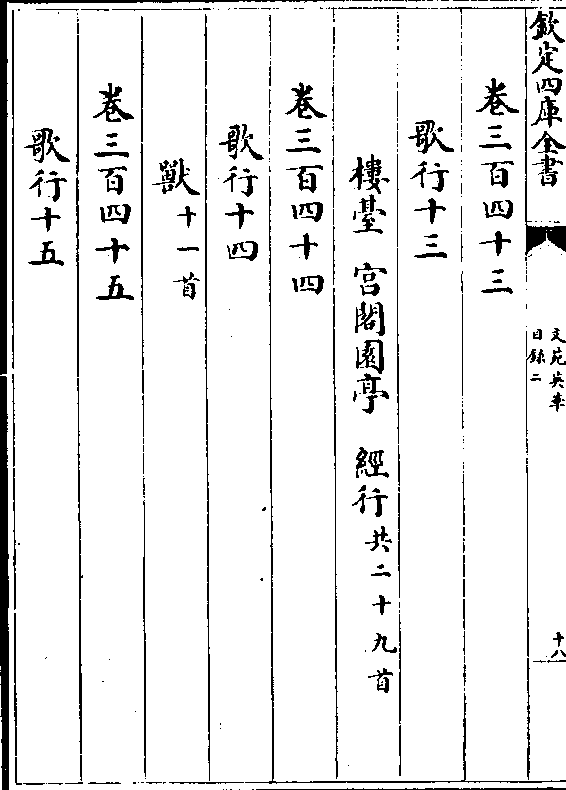 欽定四庫全書
文苑英華
目錄二
十八
卷三百四十三
歌行十三
樓臺 宮閣園亭 經行共二十九首
卷三百四十四
歌行十四
獸十一首
卷三百四十五
歌行十五